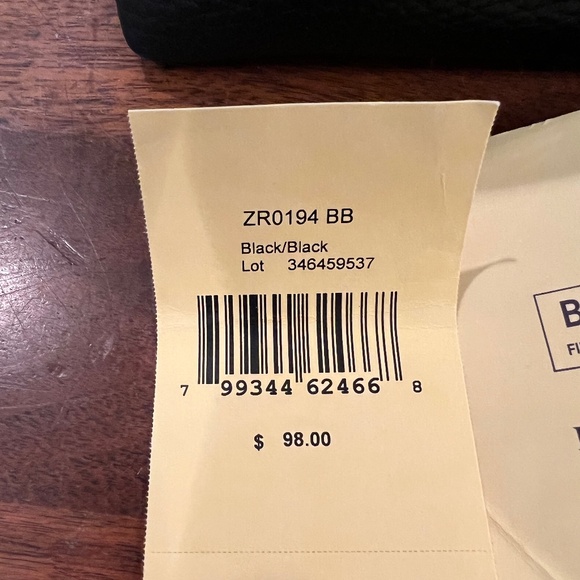 ZR0194 BB
Black/Black
Lot 346459537
7 99344 62466 8
$ 98.00